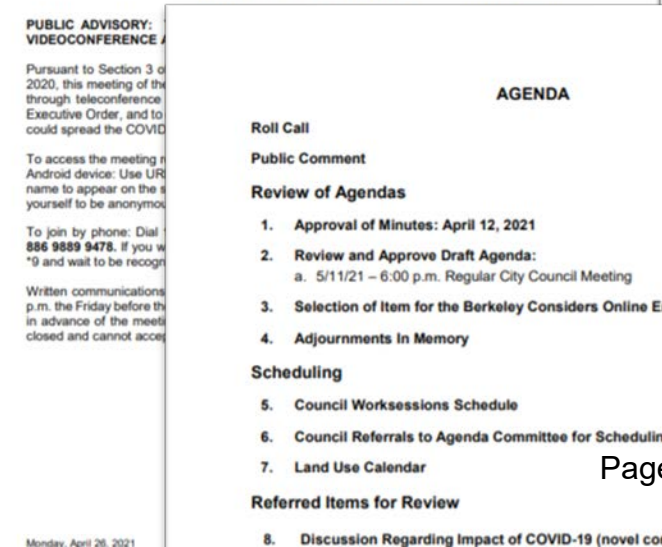 PUBLIC ADVISORY:
VIDEOCONFERENCE
Pursuant to Section 3
2020, this meeting of the
through teleconference
Executive Order, and to
could spread the COVID
To access the meeting
Android device: Use
name to appear on the
yourself to be
To join by phone: Dial
886 9889 9478. If you
*9 and wait to be
Written communications
p.m. the Friday before
in advance of the
closed and cannot
Monday, April 26, 2021
AGENDA
Roll Call
Public Comment
Review of Agendas
1. Approval of Minutes: April 12, 2021
2. Review and Approve Draft Agenda:
a. 5/11/21 – 6:00 p.m. Regular City Council Meeting
3. Selection of Item for the Berkeley Considers Online
4. Adjournments In Memory
Scheduling
5. Council Worksessions Schedule
6. Council Referrals to Agenda Committee for
7. Land Use Calendar
Page
Referred Items for Review
8. Discussion Regarding Impact of COVID-19 (novel